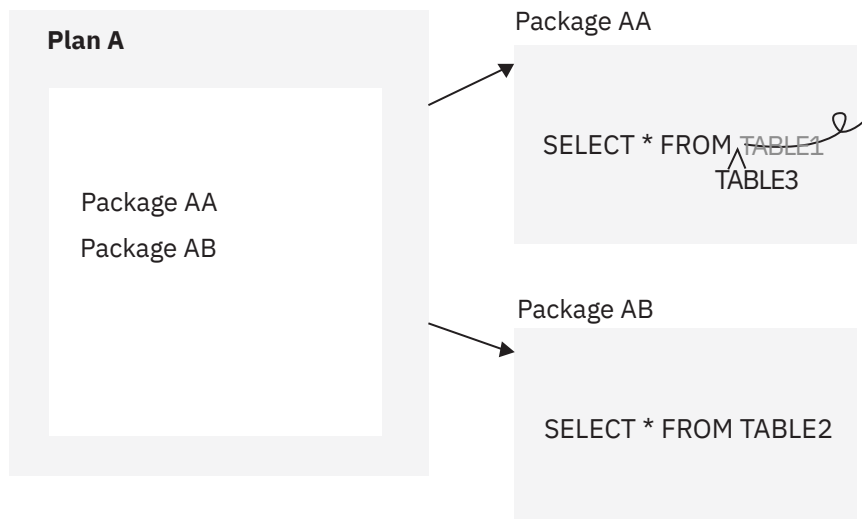 Plan A
Package AA
Package AB
Package AA
SELECT * FROM TABLE1
TABLE3
Package AB
SELECT * FROM TABLE2